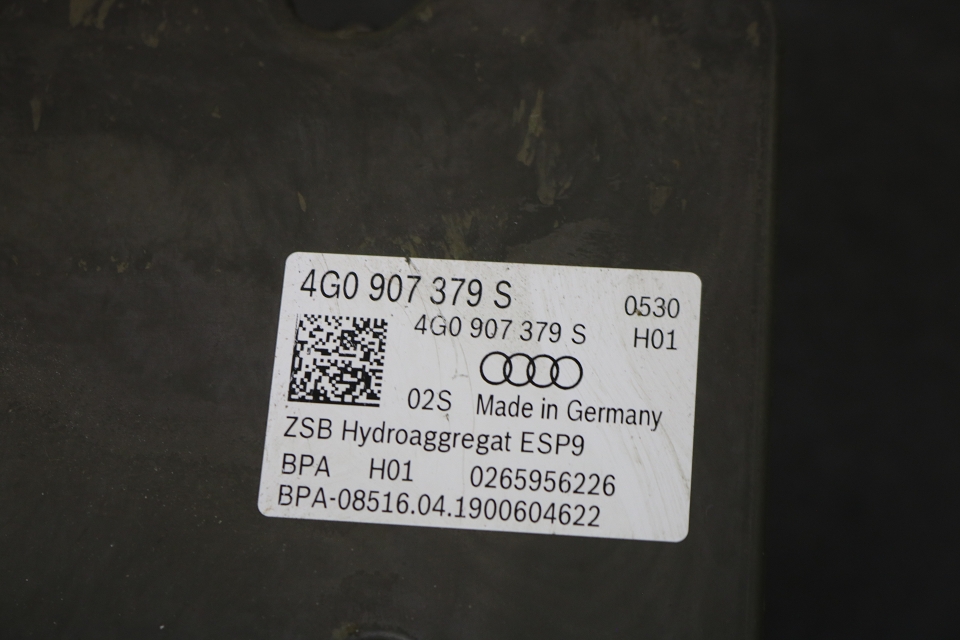 4G0 907 379 S
0530
4G0 907 379 S
H01
02S Made in Germany
ZSB Hydroaggregat ESP9
BPA H01 0265956226
BPA-08516.04.1900604622